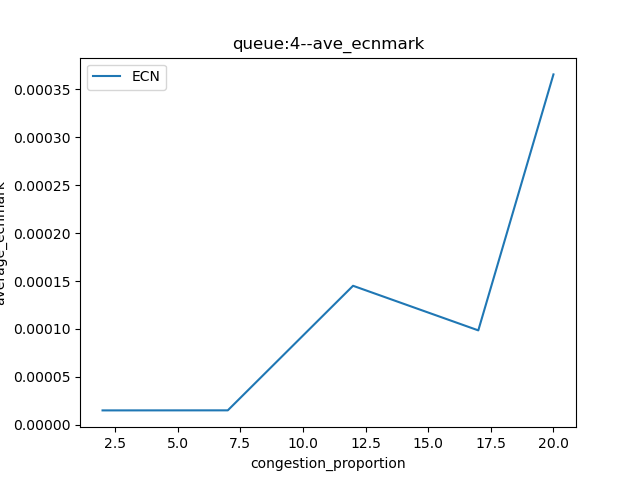 queue:4--ave_ecnmark
ECN
0.00035
0.00030
0.00025
0.00020
0.00015
0.00010
0.00005
0.00000
average_ecnmark
2.5 5.0 7.5 10.0 12.5 15.0 17.5 20.0
congestion_proportion